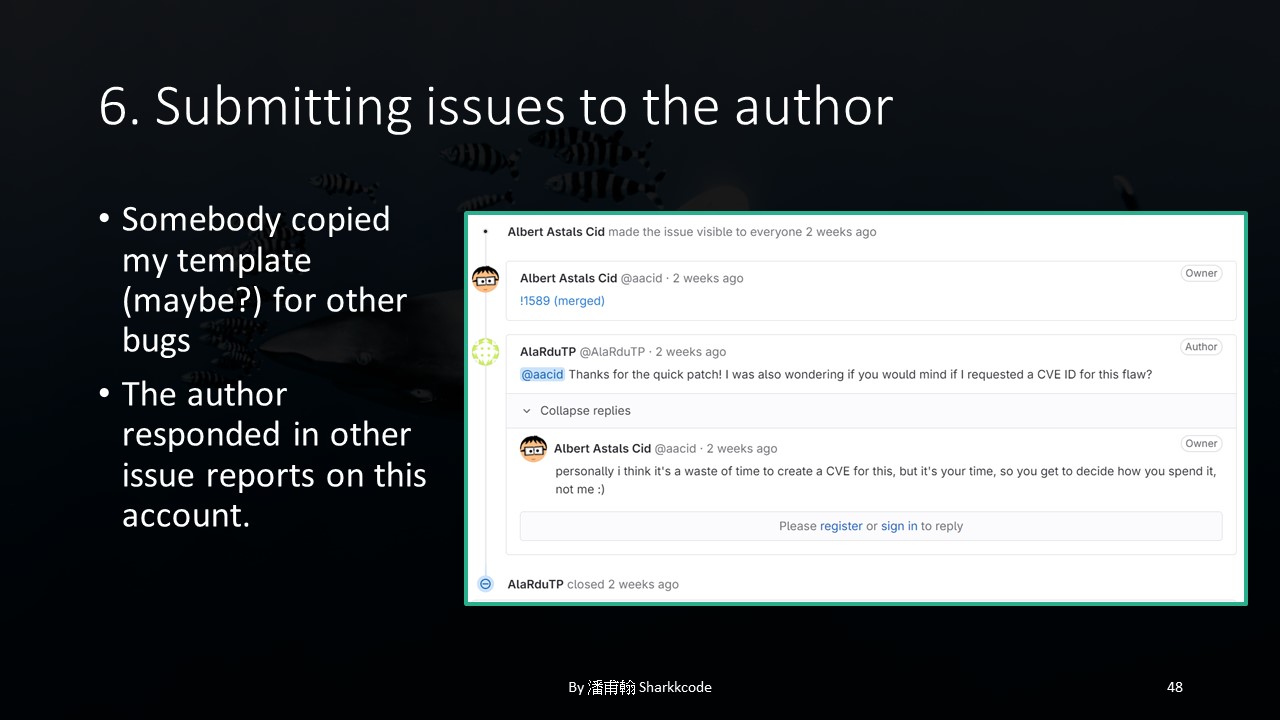 6. Submitting issues to the author
• Somebody copied
my template
(maybe?) for other
bugs
• The author
responded in other
issue reports on this
account.
Albert Astals Cid made the issue visible to everyone 2 weeks ago
Albert Astals Cid @aacid · 2 weeks ago
Owner
!1589 (merged)
AlaRduTP @AlaRduTP · 2 weeks ago
Author
@aacid Thanks for the quick patch! I was also wondering if you would mind if I requested a CVE ID for this flaw?
Collapse replies
Albert Astals Cid @aacid · 2 weeks ago
Owner
personally i think it's a waste of time to create a CVE for this, but it's your time, so you get to decide how you spend it,
not me :)
Please register or sign in to reply
AlaRduTP closed 2 weeks ago
By 潘甫翰 Sharkkcode
48